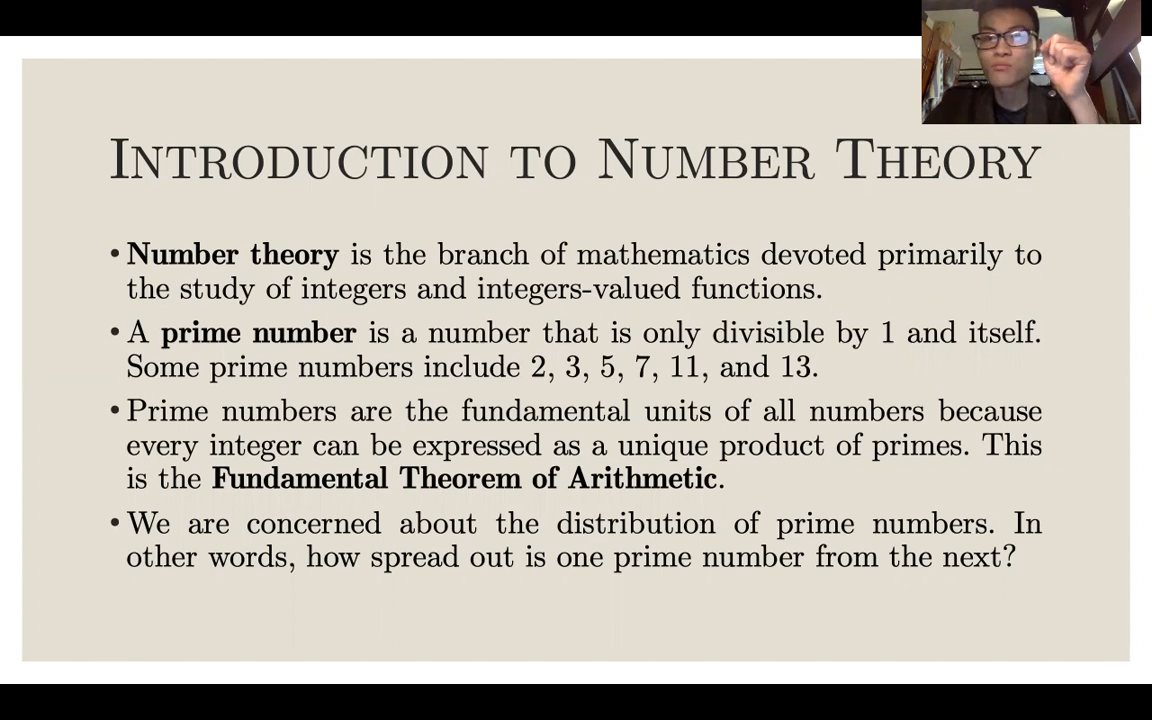 INTRODUCTION TO NUMBER THEORY
• Number theory is the branch of mathematics devoted primarily to
the study of integers and integers-valued functions.
• A prime number is a number that is only divisible by 1 and itself.
Some prime numbers include 2, 3, 5, 7, 11, and 13.
• Prime numbers are the fundamental units of all numbers because
every integer can be expressed as a unique product of primes. This
is the Fundamental Theorem of Arithmetic.
• We are concerned about the distribution of prime numbers. In
other words, how spread out is one prime number from the next?